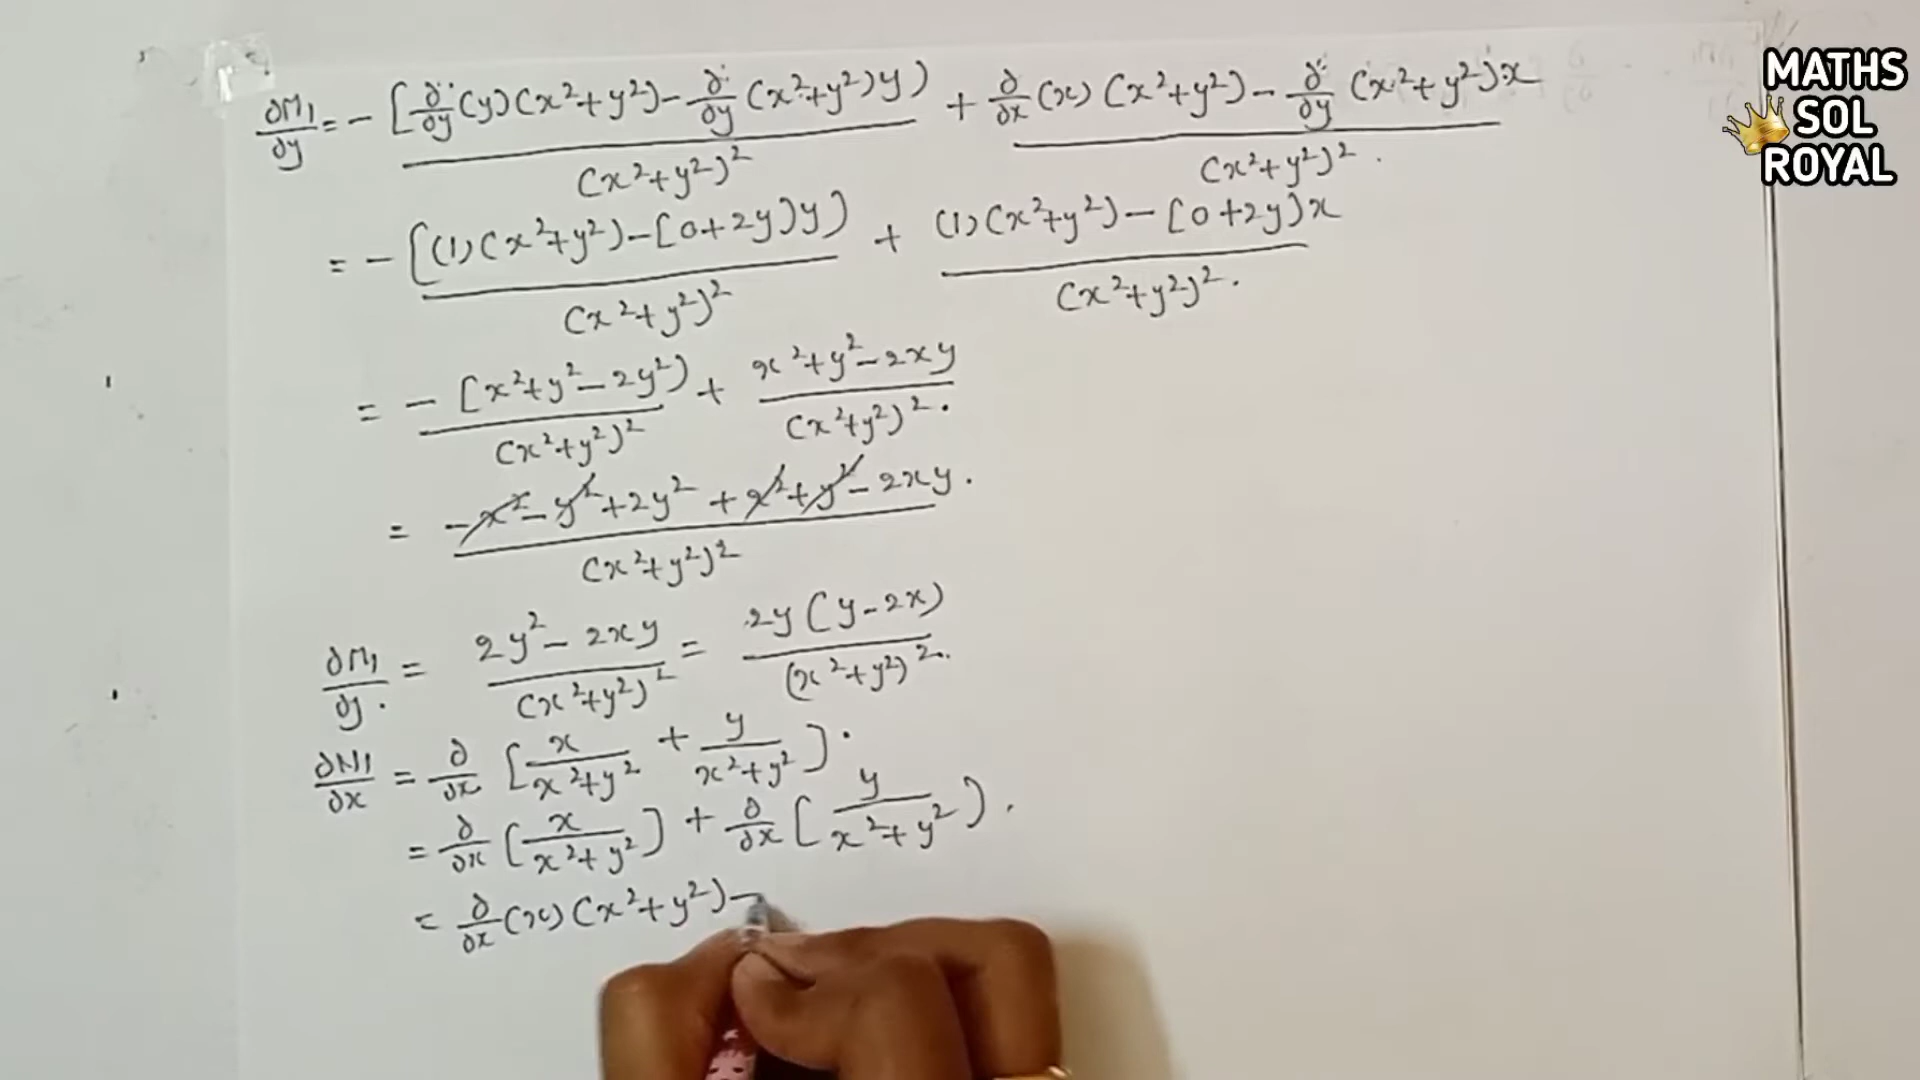 ∂M₁/∂y = - [∂/∂y (y) (x²+y²) - ∂/∂y (x²+y²) y) / (x²+y²)² + ∂/∂x (x) (x²+y²) - ∂/∂y (x²+y²).x / (x²+y²)².
= - [(1) (x²+y²) - [0+2y) y) / (x²+y²)² + (1) (x²+y²) - [0+2y) x / (x²+y²)².
= - [x²+y²-2y²) / (x²+y²)² + x²+y²-2xy / (x²+y²)².
= -x²-y²+2y²+x²+y²-2xy. / (x²+y²)²
∂M₁/∂y. = 2y²-2xy / (x²+y²)² = 2y (y-2x) / (x²+y²)².
∂N₁/∂x = ∂/∂x [x / x²+y² + y / x²+y²).
= ∂/∂x [x / x²+y²] + ∂/∂x [y / x²+y²).
= ∂/∂x (x) (x²+y²) -
MATHS
SOL
ROYAL